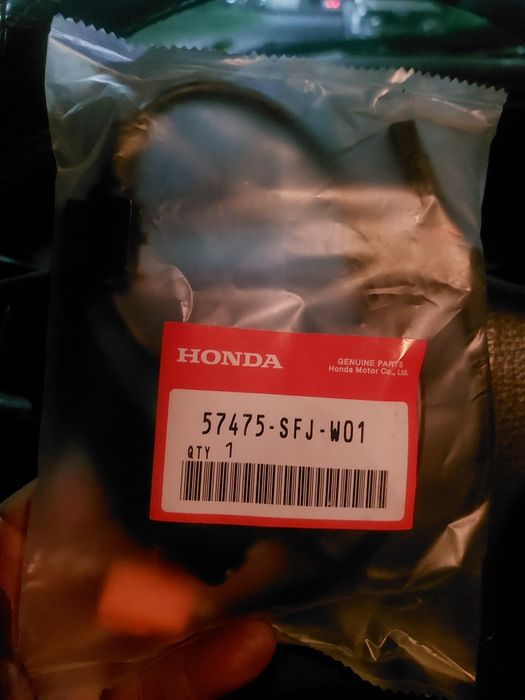 HONDA
GENUINE PARTS
Honda Motor Co., Ltd.
57475-SFJ-W01
QTY 1